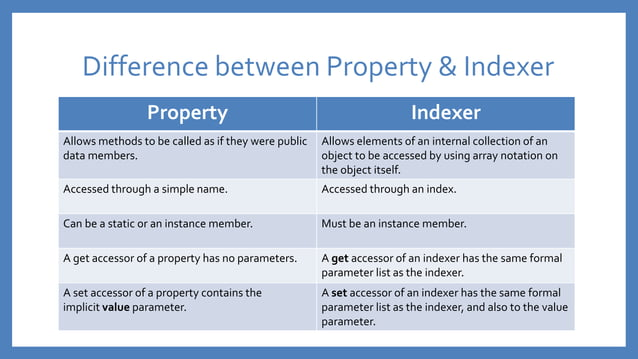 Difference between Property & Indexer
Property
Indexer
Allows methods to be called as if they were public
data members.
Allows elements of an internal collection of an
object to be accessed by using array notation on
the object itself.
Accessed through a simple name.
Accessed through an index.
Can be a static or an instance member.
Must be an instance member.
A get accessor of a property has no parameters.
A get accessor of an indexer has the same formal
parameter list as the indexer.
A set accessor of a property contains the
implicit value parameter.
A set accessor of an indexer has the same formal
parameter list as the indexer, and also to the value
parameter.